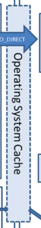 O_DIRECT
Operating System Cache